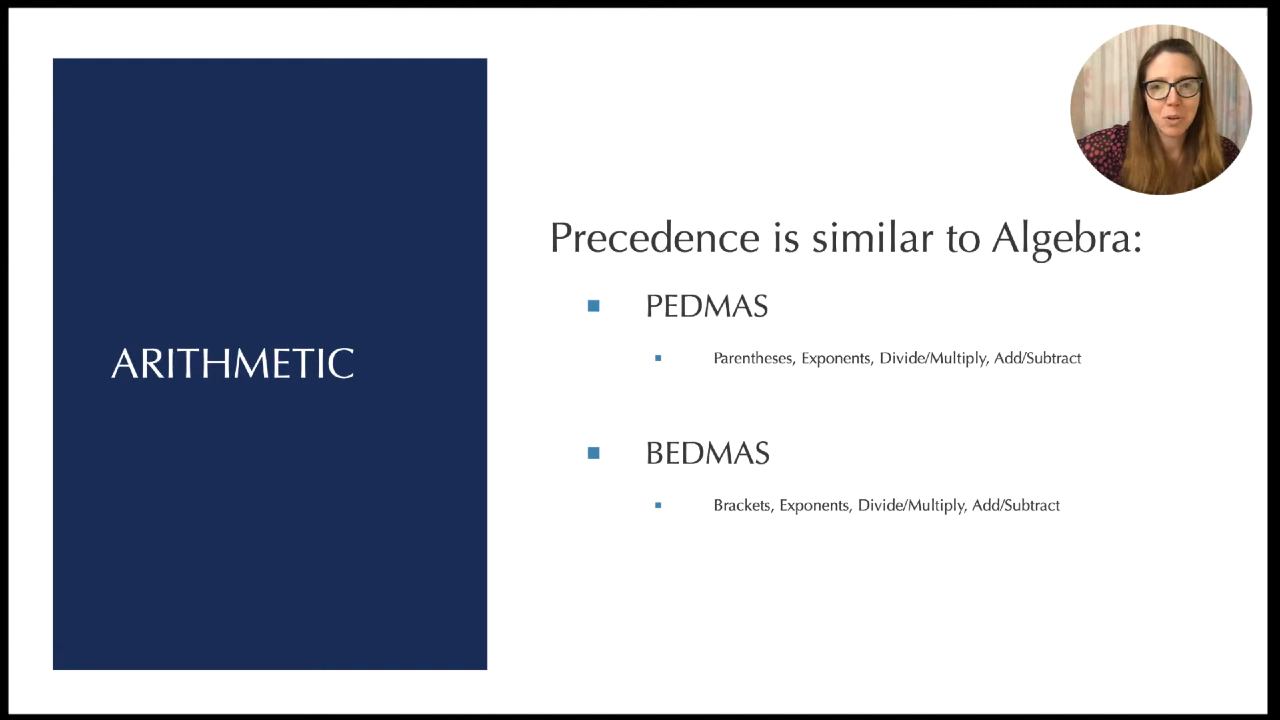 ARITHMETIC
Precedence is similar to Algebra:
PEDMAS
Parentheses, Exponents, Divide/Multiply, Add/Subtract
BEDMAS
Brackets, Exponents, Divide/Multiply, Add/Subtract